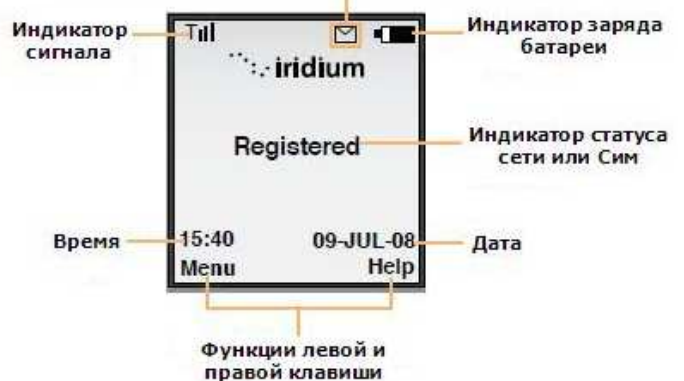 Индикатор
сигнала
Индикатор заряда
батареи
iridium
Registered
Индикатор статуса
сети или Сим
Время
15:40
09-JUL-08
Дата
Menu
Help
Функции левой и
правой клавиши